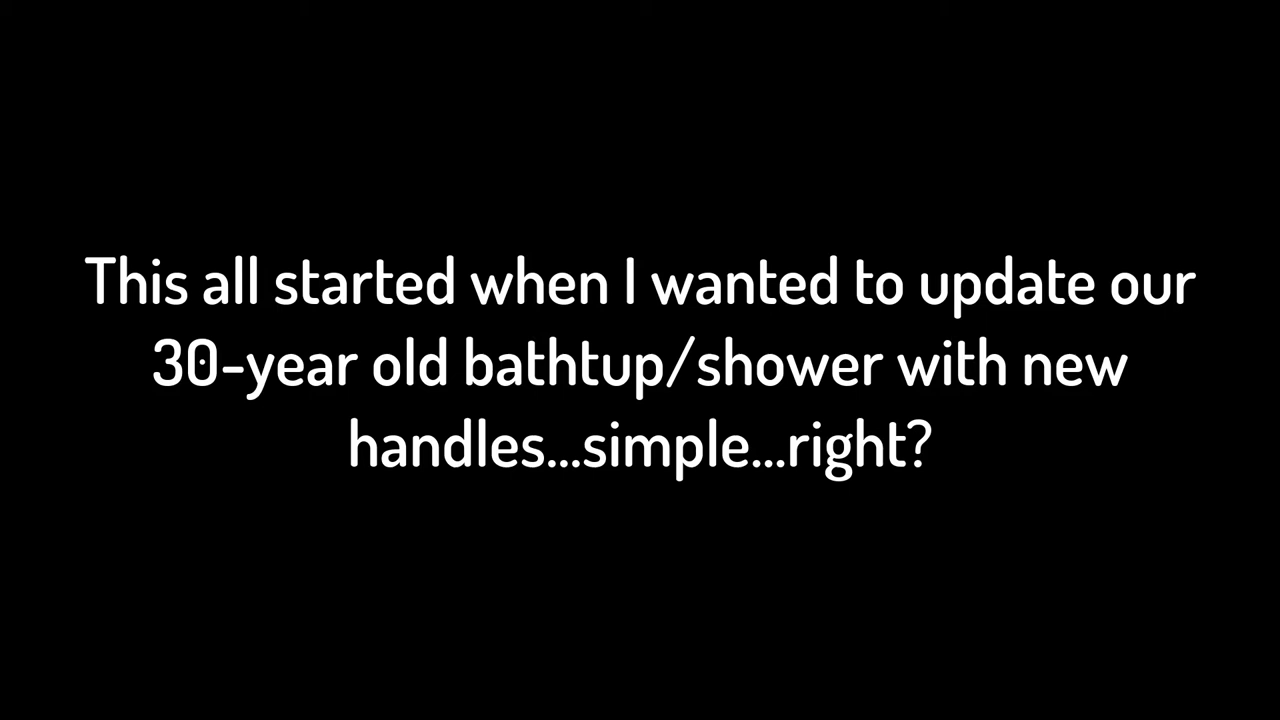 This all started when I wanted to update our
30-year old bathtup/shower with new
handles...simple...right?